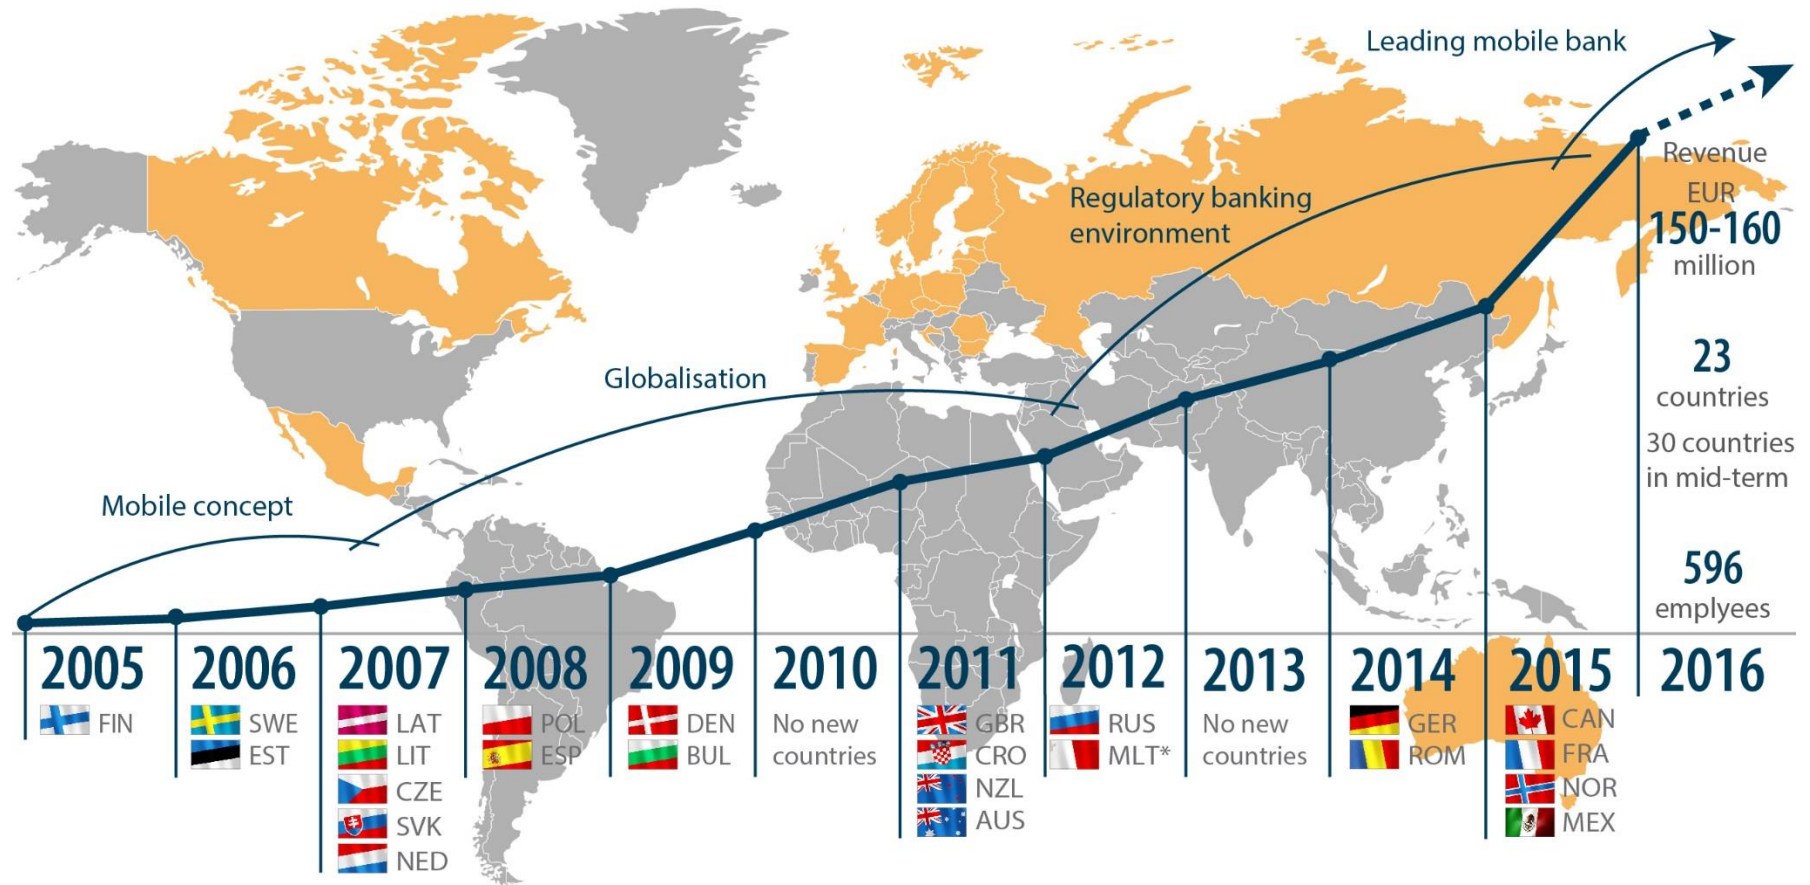 Leading mobile bank
Regulatory banking
environment
Globalisation
Mobile concept
Revenue
EUR
150-160
million
23
countries
30 countries
in mid-term
596
emplyees
2005
FIN
2006
SWE
EST
2007
LAT
LIT
CZE
SVK
NED
2008
POL
ESP
2009
DEN
BUL
2010
No new
countries
2011
GBR
CRO
NZL
AUS
2012
RUS
MLT*
2013
No new
countries
2014
GER
ROM
2015
CAN
FRA
NOR
MEX
2016